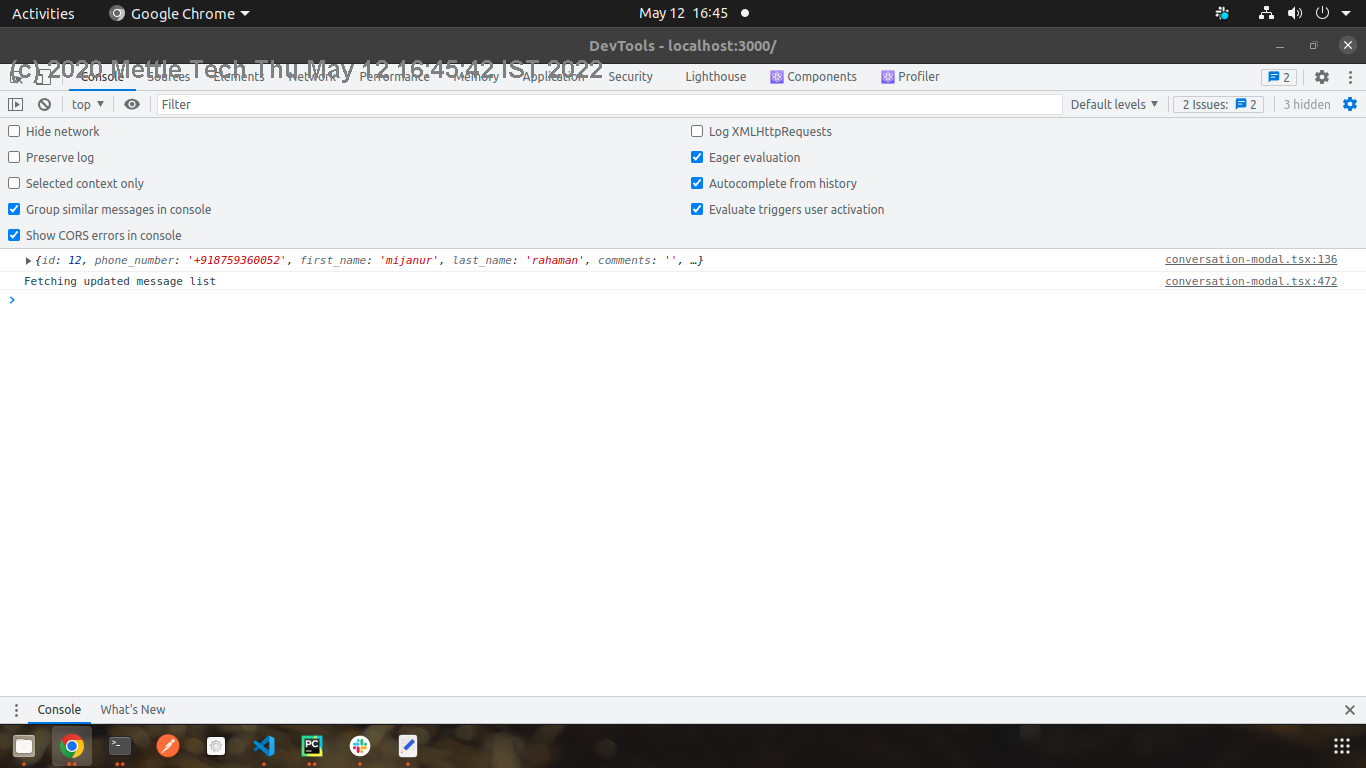 Activities Google Chrome May 12 16:45
DevTools - localhost:3000/
(c) 2020 Mettle Tech Thu May 12 16:45:42 IST 2022
Console Sources Elements Network Performance Memory Application Security Lighthouse Components Profiler 2
top Filter Default levels 2 Issues: 2 3 hidden
Hide network Log XMLHttpRequests
Preserve log Eager evaluation
Selected context only Autocomplete from history
Group similar messages in console Evaluate triggers user activation
Show CORS errors in console
{id: 12, phone_number: '+918759360052', first_name: 'mijanur', last_name: 'rahaman', comments: '', …} conversation-modal.tsx:136
Fetching updated message list conversation-modal.tsx:472
Console What's New
>_ PC